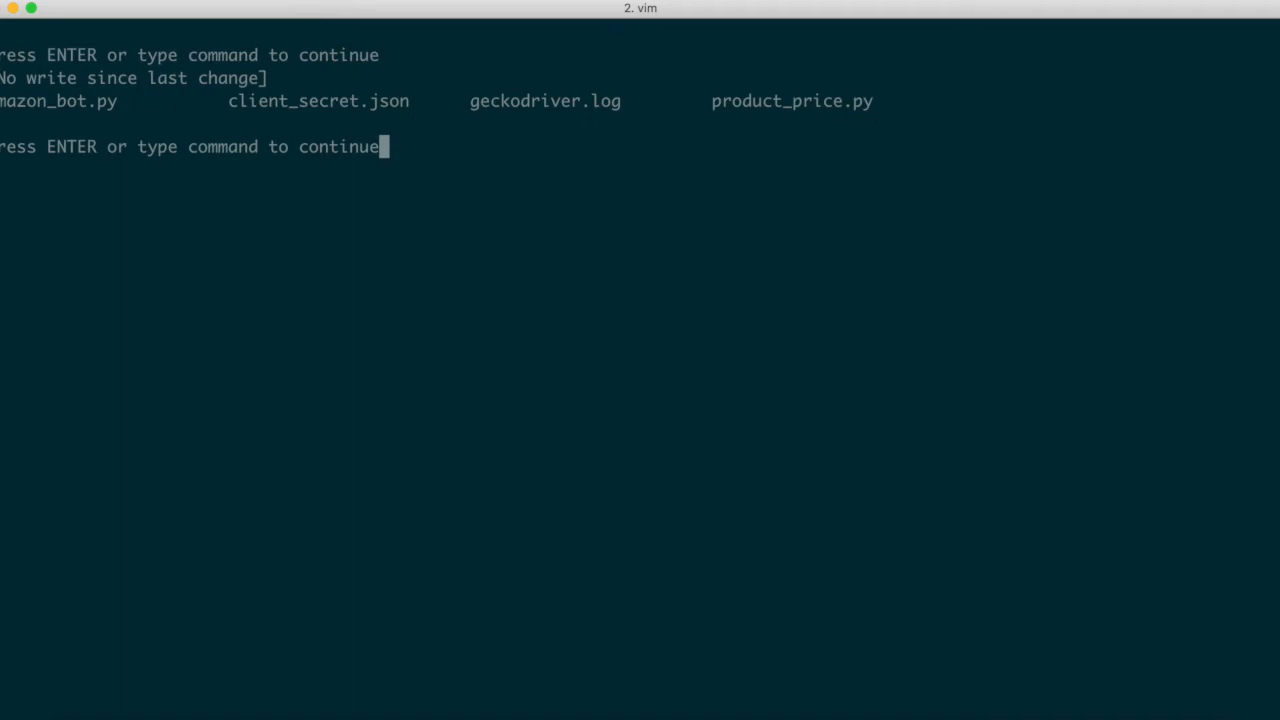 2. vim
ress ENTER or type command to continue
No write since last change]
mazon_bot.py client_secret.json geckodriver.log product_price.py
ress ENTER or type command to continue